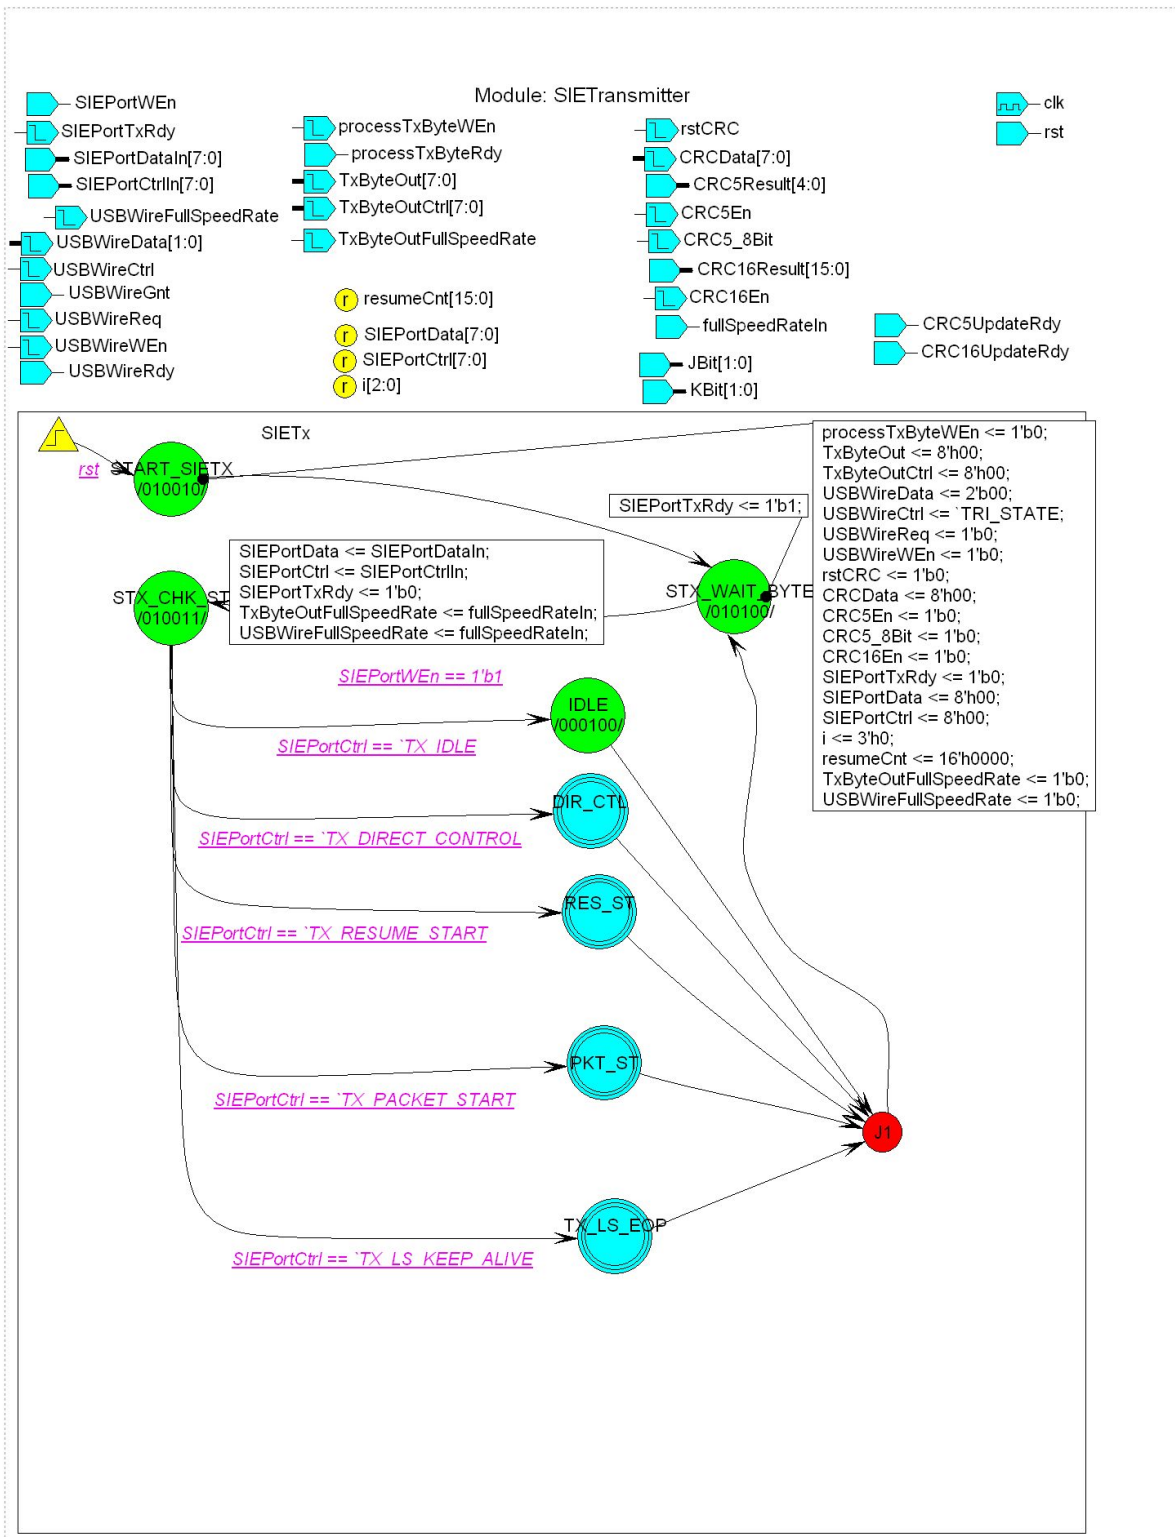 Module: SIETransmitter
SIEPortWEn
SIEPortTxRdy
SIEPortDataIn[7:0]
SIEPortCtrlIn[7:0]
USBWireFullSpeedRate
USBWireData[1:0]
USBWireCtrl
USBWireGnt
USBWireReq
USBWireWEn
USBWireRdy
processTxByteWEn
processTxByteRdy
TxByteOut[7:0]
TxByteOutCtrl[7:0]
TxByteOutFullSpeedRate
r resumeCnt[15:0]
r SIEPortData[7:0]
r SIEPortCtrl[7:0]
r i[2:0]
rstCRC
CRCData[7:0]
CRC5Result[4:0]
CRC5En
CRC5_8Bit
CRC16Result[15:0]
CRC16En
fullSpeedRateIn
JBit[1:0]
KBit[1:0]
clk
rst
CRC5UpdateRdy
CRC16UpdateRdy
SIETx
rst
START_SIETX
/010010/
processTxByteWEn <= 1'b0;
TxByteOut <= 8'h00;
TxByteOutCtrl <= 8'h00;
USBWireData <= 2'b00;
USBWireCtrl <= `TRI_STATE;
USBWireReq <= 1'b0;
USBWireWEn <= 1'b0;
rstCRC <= 1'b0;
CRCData <= 8'h00;
CRC5En <= 1'b0;
CRC5_8Bit <= 1'b0;
CRC16En <= 1'b0;
SIEPortTxRdy <= 1'b0;
SIEPortData <= 8'h00;
SIEPortCtrl <= 8'h00;
i <= 3'h0;
resumeCnt <= 16'h0000;
TxByteOutFullSpeedRate <= 1'b0;
USBWireFullSpeedRate <= 1'b0;
SIEPortTxRdy <= 1'b1;
STX_WAIT_BYTE
/010100/
SIEPortData <= SIEPortDataIn;
SIEPortCtrl <= SIEPortCtrlIn;
SIEPortTxRdy <= 1'b0;
TxByteOutFullSpeedRate <= fullSpeedRateIn;
USBWireFullSpeedRate <= fullSpeedRateIn;
STX_CHK_ST
/010011/
SIEPortWEn == 1'b1
IDLE
/000100/
SIEPortCtrl == `TX_IDLE
DIR_CTL
SIEPortCtrl == `TX_DIRECT_CONTROL
RES_ST
SIEPortCtrl == `TX_RESUME_START
PKT_ST
SIEPortCtrl == `TX_PACKET_START
J1
TX_LS_EOP
SIEPortCtrl == `TX_LS_KEEP_ALIVE